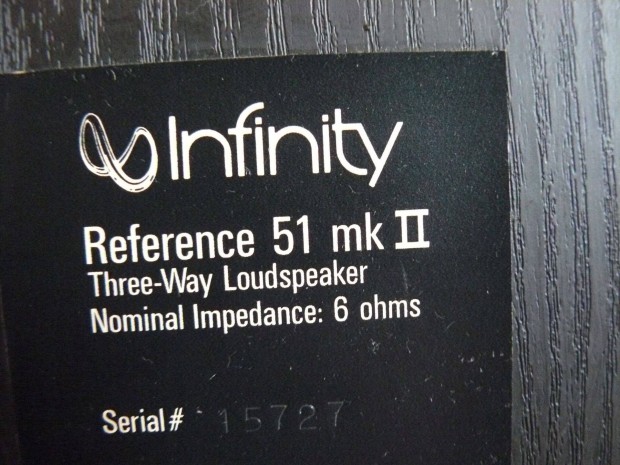 Infinity
Reference 51 mk II
Three-Way Loudspeaker
Nominal Impedance: 6 ohms
Serial# 15727